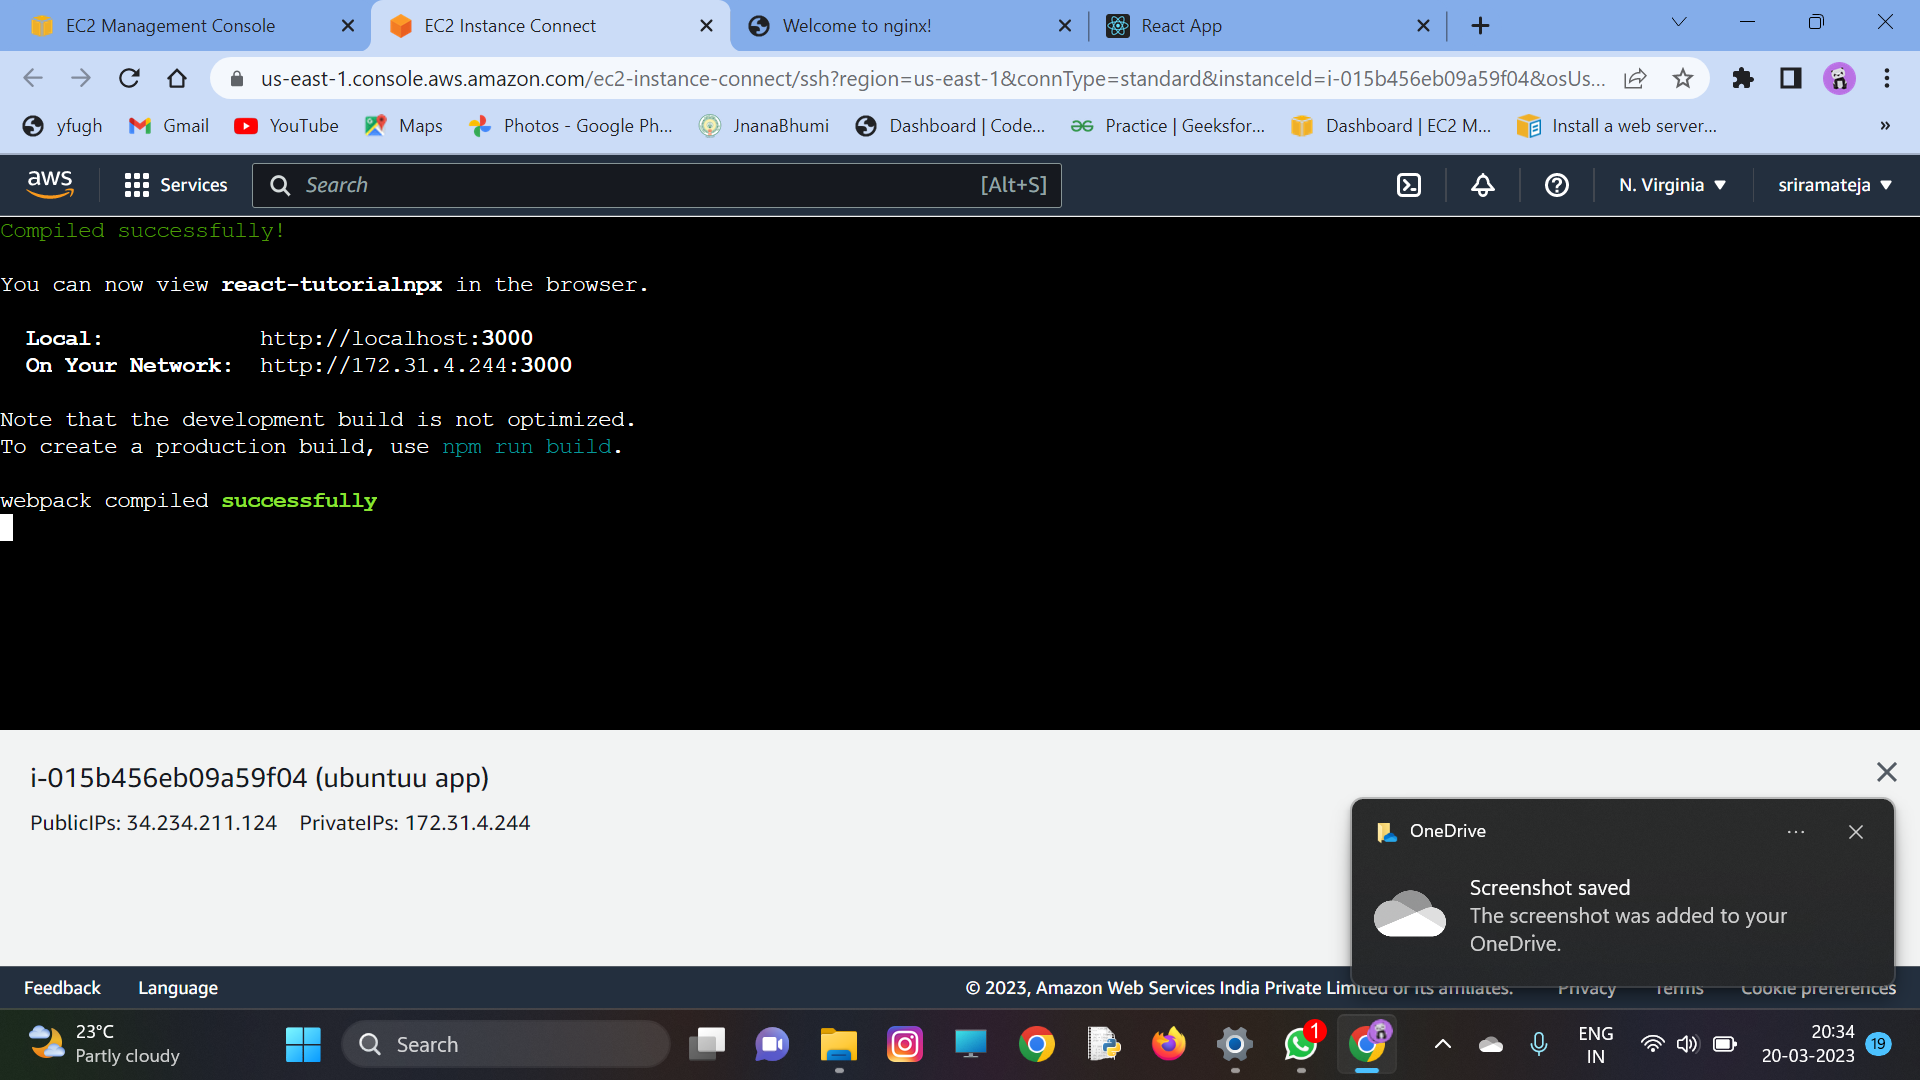 EC2 Management Console
EC2 Instance Connect
Welcome to nginx!
React App
us-east-1.console.aws.amazon.com/ec2-instance-connect/ssh?region=us-east-1&connType=standard&instanceId=i-015b456eb09a59f04&osUs...
yfugh
Gmail
YouTube
Maps
Photos - Google Ph...
JnanaBhumi
Dashboard | Code...
Practice | Geeksfor...
Dashboard | EC2 M...
Install a web server...
»
aws
Services
Search
[Alt+S]
N. Virginia
sriramateja
Compiled successfully!
You can now view react-tutorialnpx in the browser.
Local: http://localhost:3000
On Your Network: http://172.31.4.244:3000
Note that the development build is not optimized.
To create a production build, use npm run build.
webpack compiled successfully
i-015b456eb09a59f04 (ubuntuu app)
PublicIPs: 34.234.211.124 PrivateIPs: 172.31.4.244
OneDrive
Screenshot saved
The screenshot was added to your
OneDrive.
Feedback
Language
© 2023, Amazon Web Services India Private Limited or its affiliates.
Privacy
Terms
Cookie preferences
23°C
Partly cloudy
Search
1
ENG
IN
20:34
20-03-2023
19